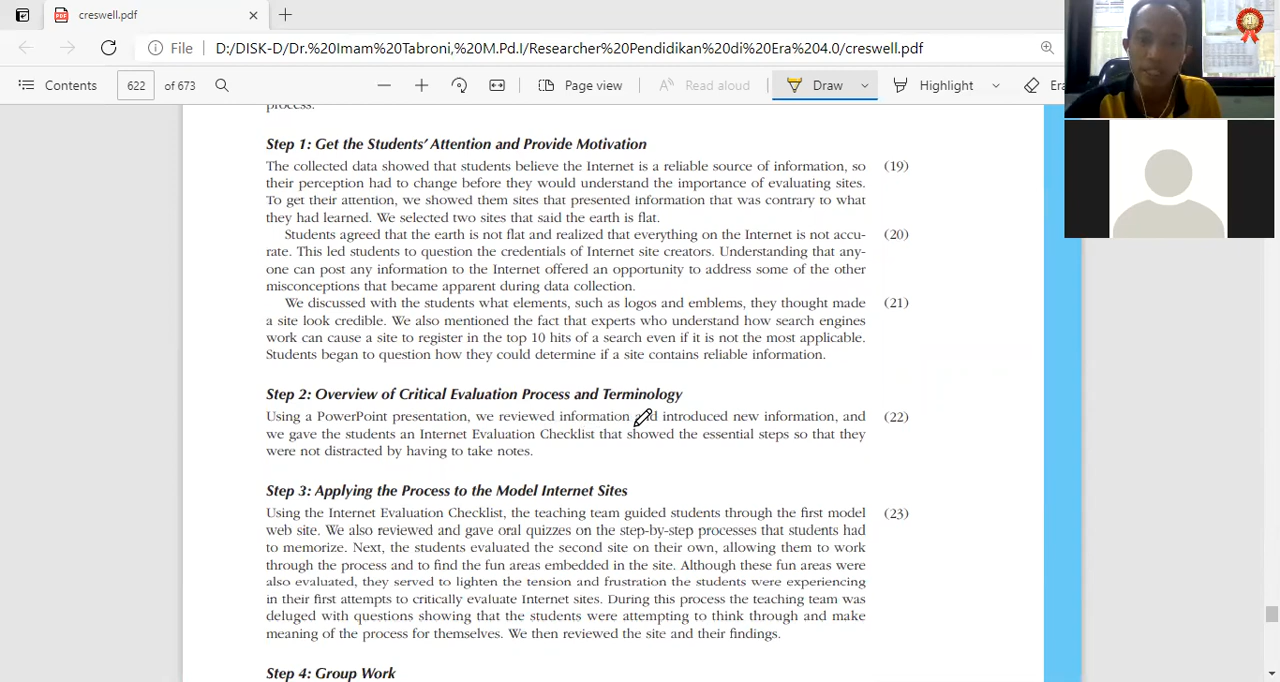 creswell.pdf
File D:/DISK-D/Dr.%20Imam%20Tabroni,%20M.Pd.I/Researcher%20Pendidikan%20di%20Era%204.0/creswell.pdf
Contents 622 of 673 Page view Read aloud Draw Highlight
process.
Step 1: Get the Students' Attention and Provide Motivation
The collected data showed that students believe the Internet is a reliable source of information, so (19)
their perception had to change before they would understand the importance of evaluating sites.
To get their attention, we showed them sites that presented information that was contrary to what
they had learned. We selected two sites that said the earth is flat.
Students agreed that the earth is not flat and realized that everything on the Internet is not accu- (20)
rate. This led students to question the credentials of Internet site creators. Understanding that any-
one can post any information to the Internet offered an opportunity to address some of the other
misconceptions that became apparent during data collection.
We discussed with the students what elements, such as logos and emblems, they thought made (21)
a site look credible. We also mentioned the fact that experts who understand how search engines
work can cause a site to register in the top 10 hits of a search even if it is not the most applicable.
Students began to question how they could determine if a site contains reliable information.
Step 2: Overview of Critical Evaluation Process and Terminology
Using a PowerPoint presentation, we reviewed information introduced new information, and (22)
we gave the students an Internet Evaluation Checklist that showed the essential steps so that they
were not distracted by having to take notes.
Step 3: Applying the Process to the Model Internet Sites
Using the Internet Evaluation Checklist, the teaching team guided students through the first model (23)
web site. We also reviewed and gave oral quizzes on the step-by-step processes that students had
to memorize. Next, the students evaluated the second site on their own, allowing them to work
through the process and to find the fun areas embedded in the site. Although these fun areas were
also evaluated, they served to lighten the tension and frustration the students were experiencing
in their first attempts to critically evaluate Internet sites. During this process the teaching team was
deluged with questions showing that the students were attempting to think through and make
meaning of the process for themselves. We then reviewed the site and their findings.
Step 4: Group Work